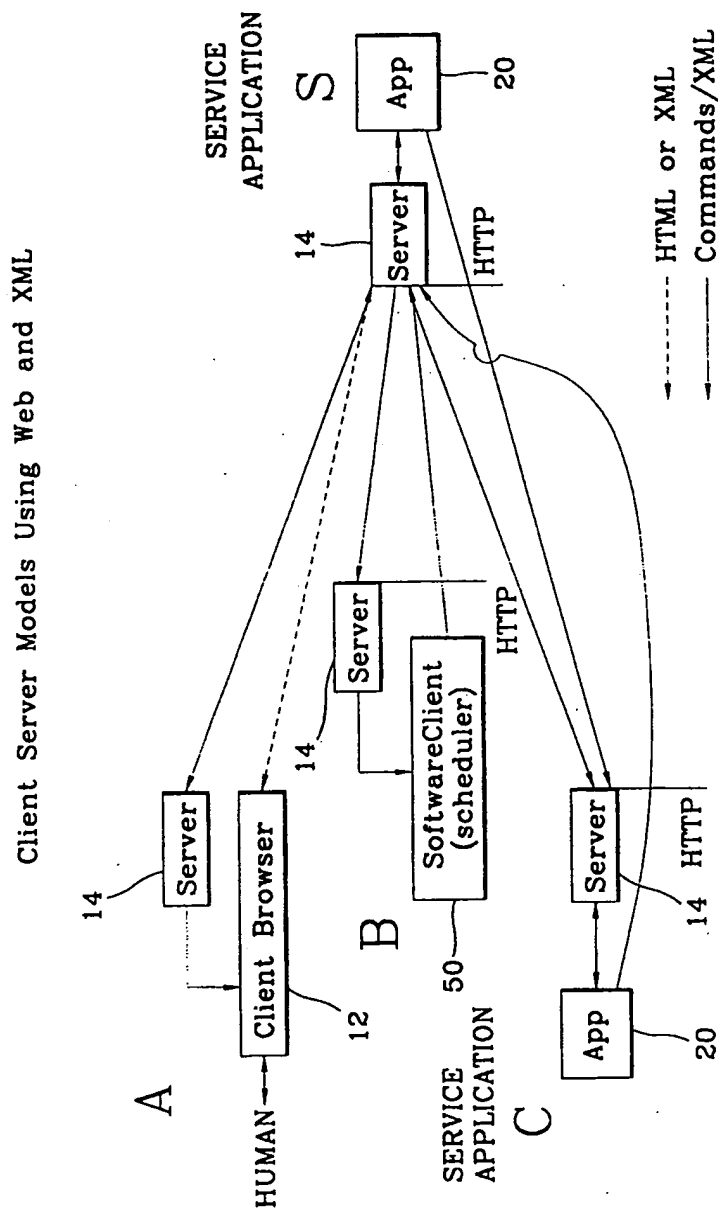 Client Server Models Using Web and XML
A
14
Server
HUMAN
Client Browser
12
B
14
Server
HTTP
SoftwareClient
(scheduler)
50
SERVICE
APPLICATION
C
App
20
Server
14
HTTP
SERVICE
APPLICATION
S
14
Server
HTTP
App
20
HTML or XML
Commands/XML